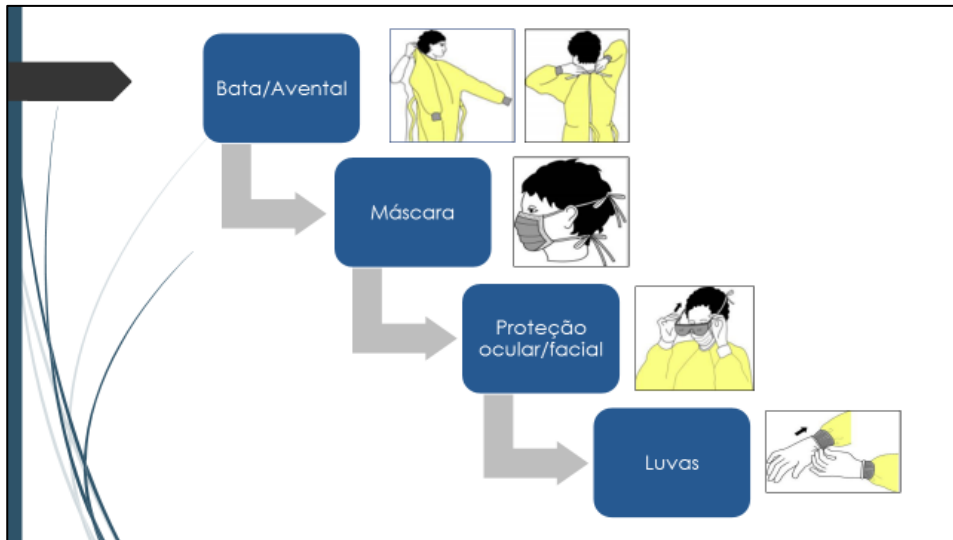 Bata/Avental
Máscara
Proteção
ocular/facial
Luvas